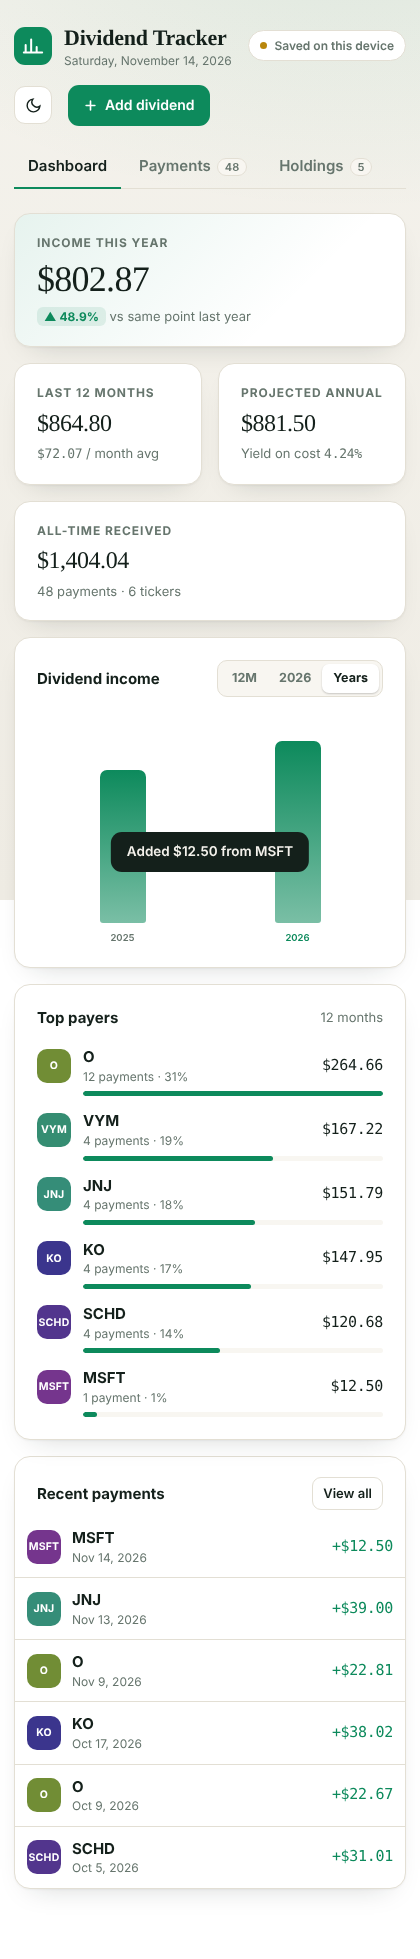 Dividend Tracker
Saturday, November 14, 2026
Saved on this device
+ Add dividend
Dashboard Payments 48 Holdings 5
INCOME THIS YEAR
$802.87
▲ 48.9% vs same point last year
LAST 12 MONTHS
$864.80
$72.07 / month avg
PROJECTED ANNUAL
$881.50
Yield on cost 4.24%
ALL-TIME RECEIVED
$1,404.04
48 payments · 6 tickers
Dividend income
12M 2026 Years
Added $12.50 from MSFT
2025 2026
Top payers 12 months
O O $264.66
12 payments · 31%
VYM VYM $167.22
4 payments · 19%
JNJ JNJ $151.79
4 payments · 18%
KO KO $147.95
4 payments · 17%
SCHD SCHD $120.68
4 payments · 14%
MSFT MSFT $12.50
1 payment · 1%
Recent payments View all
MSFT MSFT +$12.50
Nov 14, 2026
JNJ JNJ +$39.00
Nov 13, 2026
O O +$22.81
Nov 9, 2026
KO KO +$38.02
Oct 17, 2026
O O +$22.67
Oct 9, 2026
SCHD SCHD +$31.01
Oct 5, 2026